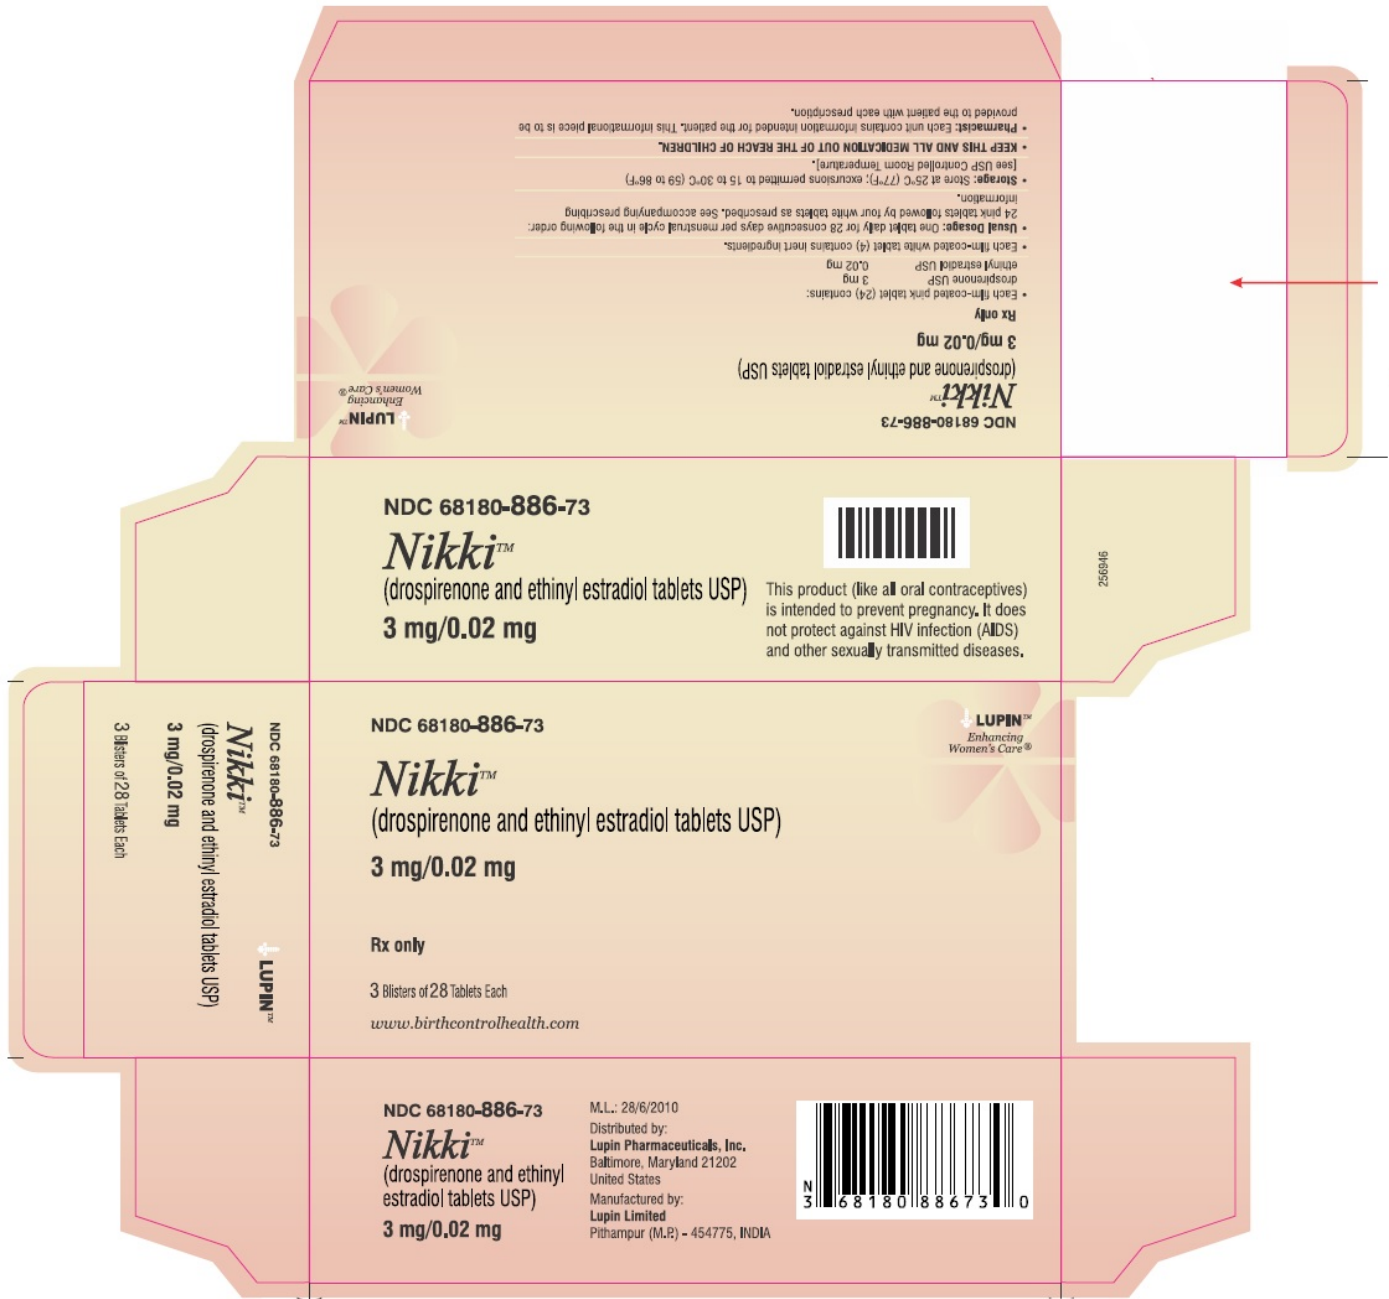 NDC 68180-886-73
Nikki™
(drospirenone and ethinyl estradiol tablets USP)
3 mg/0.02 mg
Rx only
• Each film-coated pink tablet (24) contains:
drospirenone USP 3 mg
ethinyl estradiol USP 0.02 mg
• Each film-coated white tablet (4) contains inert ingredients.
• Usual Dosage: One tablet daily for 28 consecutive days per menstrual cycle in the following order:
24 pink tablets followed by four white tablets as prescribed. See accompanying prescribing
information.
• Storage: Store at 25°C (77°F); excursions permitted to 15 to 30°C (59 to 86°F)
[see USP Controlled Room Temperature].
• KEEP THIS AND ALL MEDICATION OUT OF THE REACH OF CHILDREN.
• Pharmacist: Each unit contains information intended for the patient. This informational piece is to be
provided to the patient with each prescription.
LUPIN™
Enhancing
Women's Care®
NDC 68180-886-73
Nikki™
(drospirenone and ethinyl estradiol tablets USP)
3 mg/0.02 mg
This product (like all oral contraceptives)
is intended to prevent pregnancy. It does
not protect against HIV infection (AIDS)
and other sexually transmitted diseases.
256946
NDC 68180-886-73
Nikki™
(drospirenone and ethinyl estradiol tablets USP)
3 mg/0.02 mg
3 Blisters of 28 Tablets Each
LUPIN™
NDC 68180-886-73
Nikki™
(drospirenone and ethinyl estradiol tablets USP)
3 mg/0.02 mg
Rx only
3 Blisters of 28 Tablets Each
www.birthcontrolhealth.com
LUPIN™
Enhancing
Women's Care®
NDC 68180-886-73
Nikki™
(drospirenone and ethinyl
estradiol tablets USP)
3 mg/0.02 mg
M.L.: 28/6/2010
Distributed by:
Lupin Pharmaceuticals, Inc.
Baltimore, Maryland 21202
United States
Manufactured by:
Lupin Limited
Pithampur (M.P.) - 454775, INDIA
N
3 68180 88673 0